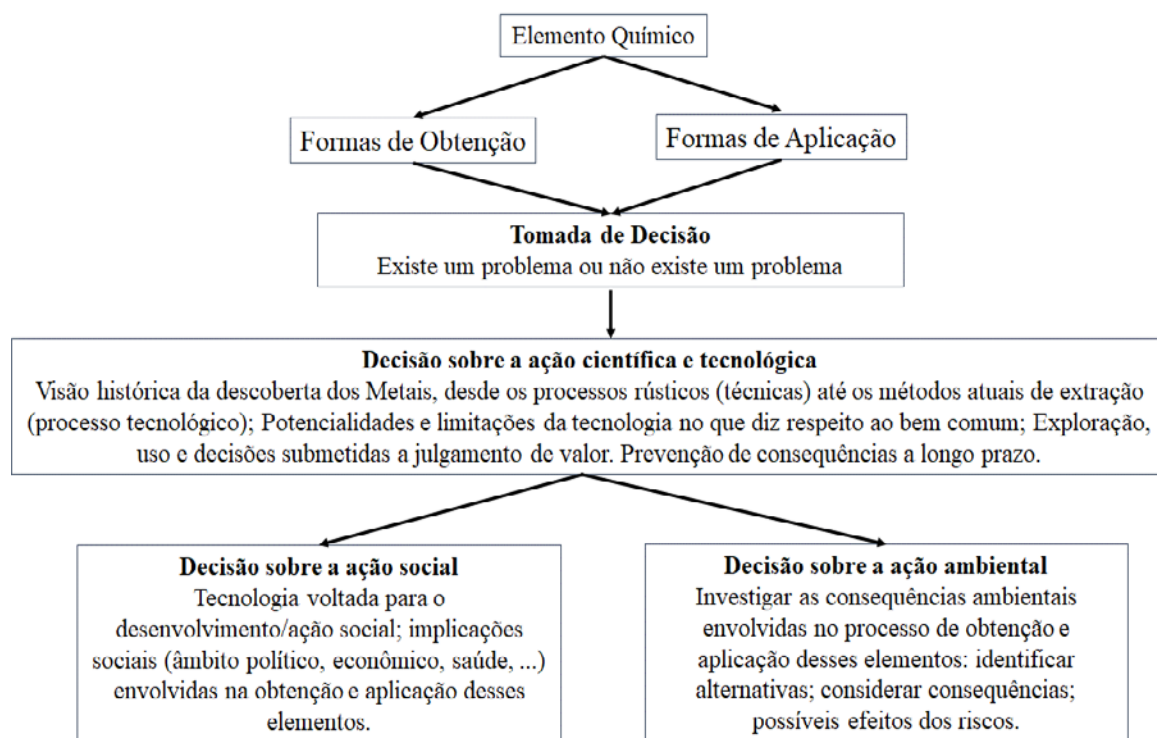 Elemento Químico
Formas de Obtenção
Formas de Aplicação
Tomada de Decisão
Existe um problema ou não existe um problema
Decisão sobre a ação científica e tecnológica
Visão histórica da descoberta dos Metais, desde os processos rústicos (técnicas) até os métodos atuais de extração
(processo tecnológico); Potencialidades e limitações da tecnologia no que diz respeito ao bem comum; Exploração,
uso e decisões submetidas a julgamento de valor. Prevenção de consequências a longo prazo.
Decisão sobre a ação social
Tecnologia voltada para o
desenvolvimento/ação social; implicações
sociais (âmbito político, econômico, saúde, ...)
envolvidas na obtenção e aplicação desses
elementos.
Decisão sobre a ação ambiental
Investigar as consequências ambientais
envolvidas no processo de obtenção e
aplicação desses elementos: identificar
alternativas; considerar consequências;
possíveis efeitos dos riscos.